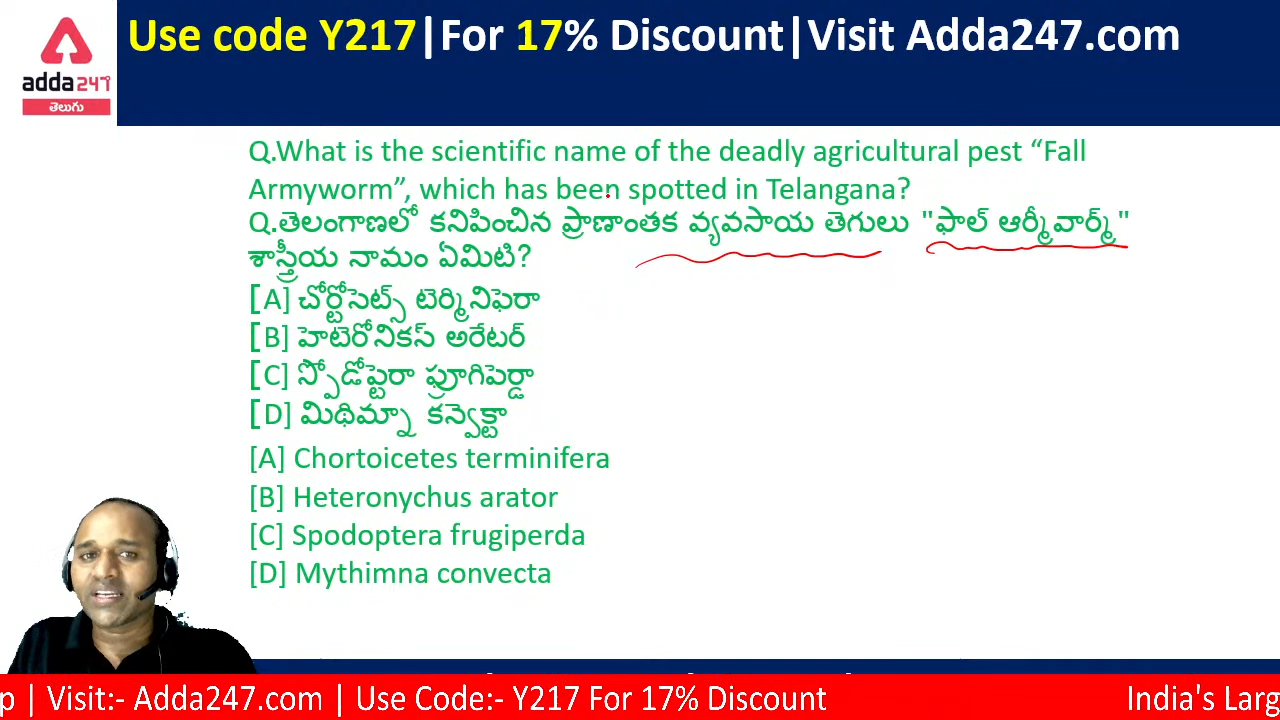 Use code Y217|For 17% Discount|Visit Adda247.com
adda247
తెలుగు
Q.What is the scientific name of the deadly agricultural pest “Fall
Armyworm”, which has been spotted in Telangana?
Q.తెలంగాణలో కనిపించిన ప్రాణాంతక వ్యవసాయ తెగులు "ఫాల్ ఆర్మీవార్మ్"
శాస్త్రీయ నామం ఏమిటి?
[A] చోర్టోసెట్స్ టెర్మినిఫెరా
[B] హెటెరోనికస్ అరేటర్
[C] స్పోడోప్టెరా ఫ్రూగిపెర్డా
[D] మిథిమ్నా కన్వెక్టా
[A] Chortoicetes terminifera
[B] Heteronychus arator
[C] Spodoptera frugiperda
[D] Mythimna convecta
p | Visit:- Adda247.com | Use Code:- Y217 For 17% Discount
India's Larg